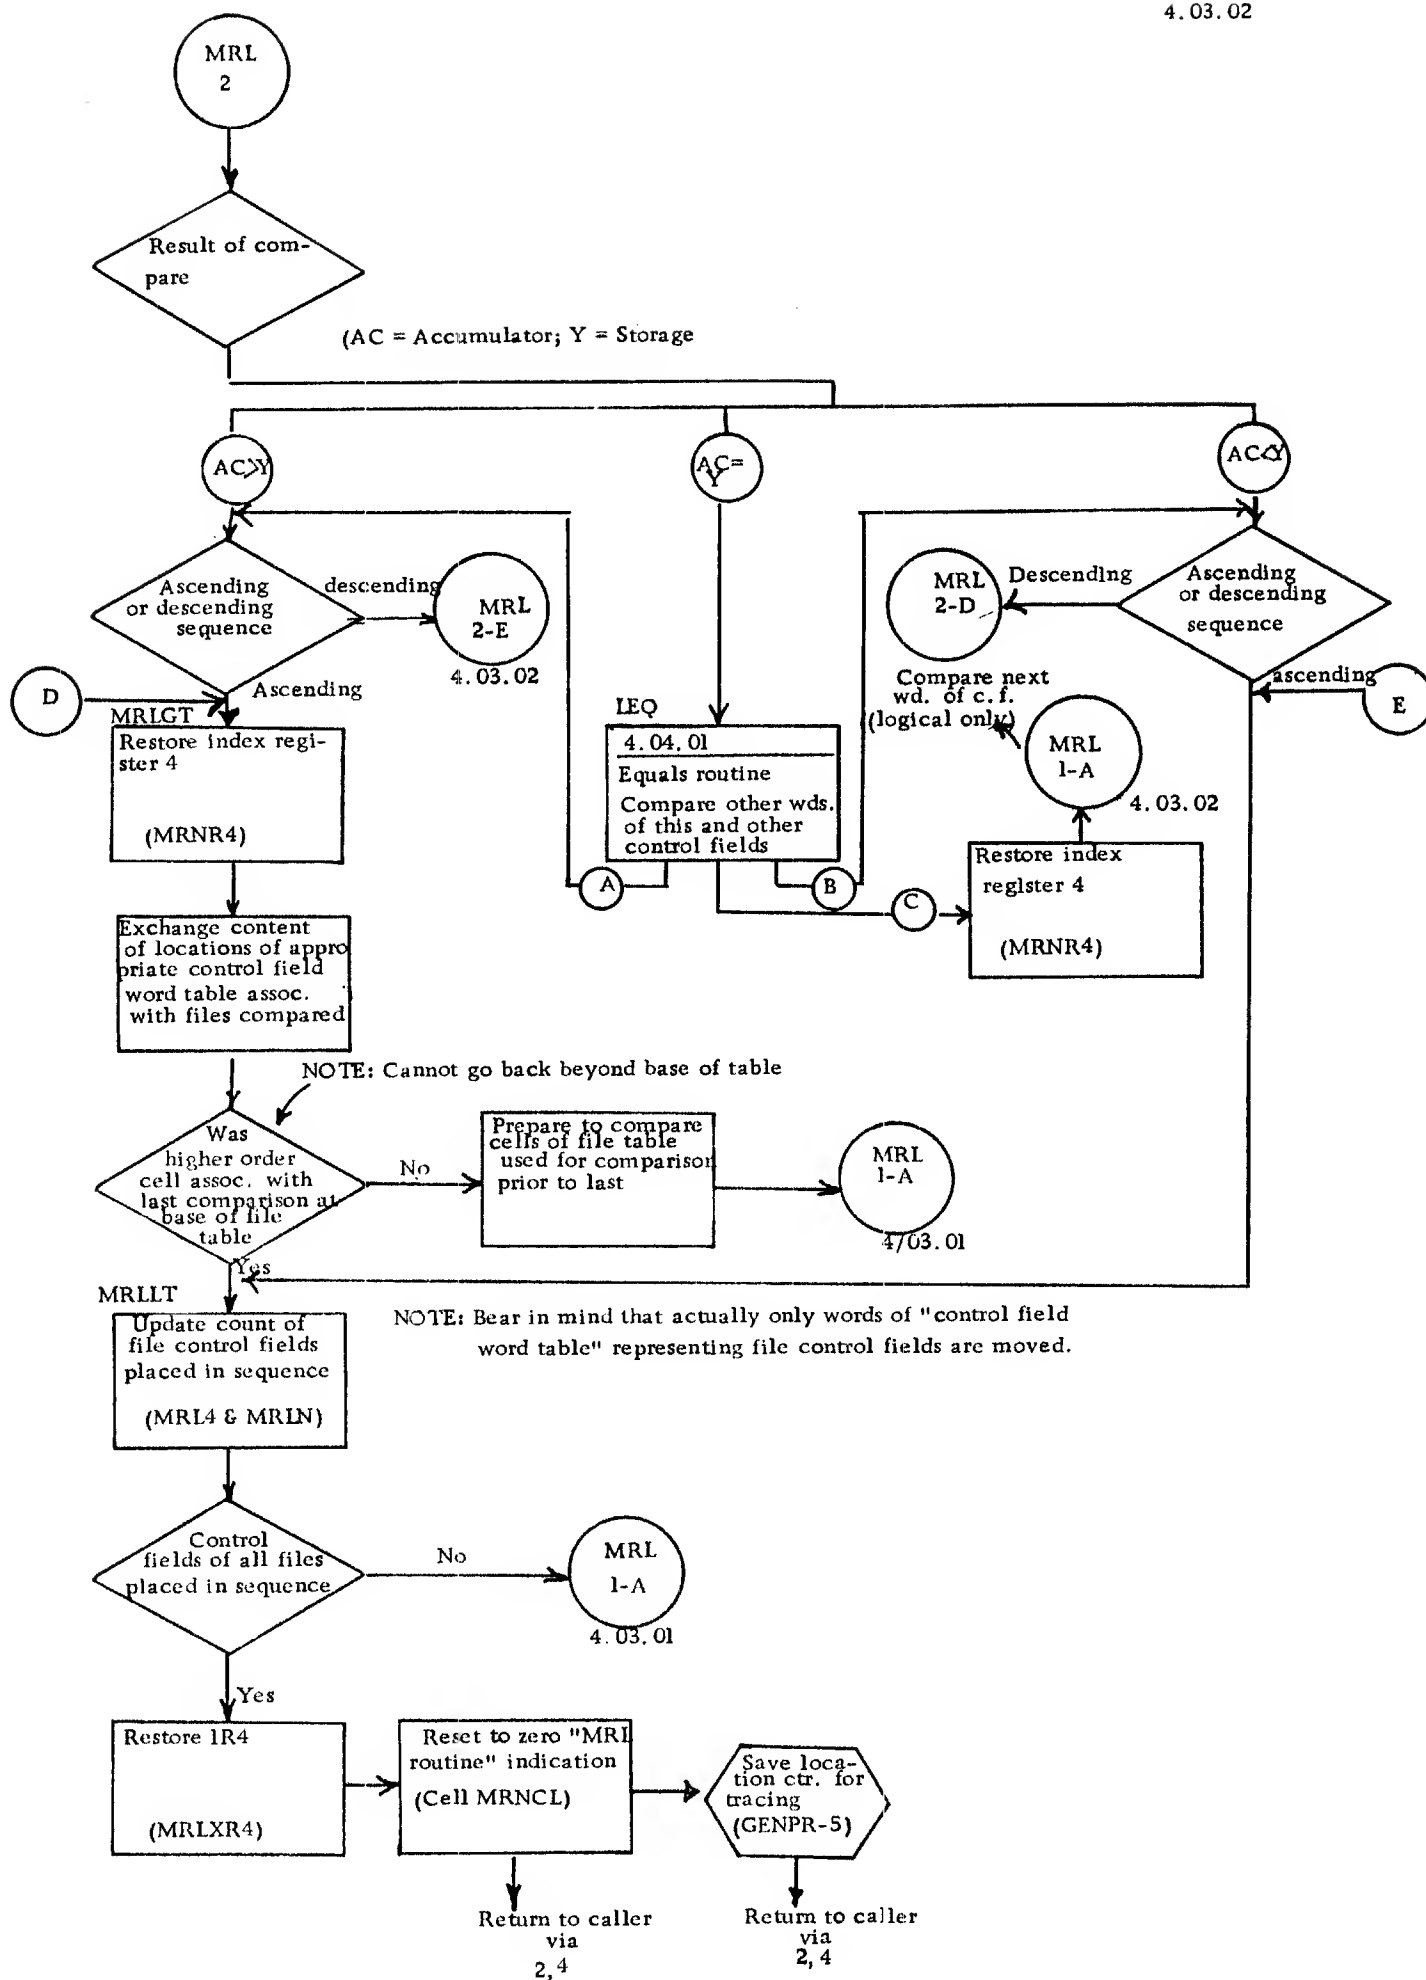 4.03.02
MRL
2
Result of com-
pare
(AC = Accumulator; Y = Storage
AC>Y
AC=
Y
AC<Y
Ascending
or descending
sequence
descending
MRL
2-E
4.03.02
Ascending
D
MRLGT
Restore index regi-
ster 4
(MRNR4)
LEQ
4.04.01
Equals routine
Compare other wds.
of this and other
control fields
A
B
C
MRL
2-D
Descending
Ascending
or descending
sequence
ascending
E
Compare next
wd. of c.f.
(logical only)
MRL
1-A
4.03.02
Restore index
register 4
(MRNR4)
Exchange content
of locations of appro
priate control field
word table assoc.
with files compared
NOTE: Cannot go back beyond base of table
Was
higher order
cell assoc. with
last comparison at
base of file
table
No
Prepare to compare
cells of file table
used for comparison
prior to last
MRL
1-A
4/03.01
Yes
MRLLT
Update count of
file control fields
placed in sequence
(MRL4 & MRLN)
NOTE: Bear in mind that actually only words of "control field
word table" representing file control fields are moved.
Control
fields of all files
placed in sequence
No
MRL
1-A
4.03.01
Yes
Restore IR4
(MRLXR4)
Reset to zero "MRL
routine" indication
(Cell MRNCL)
Save loca-
tion ctr. for
tracing
(GENPR-5)
Return to caller
via
2,4
Return to caller
via
2,4